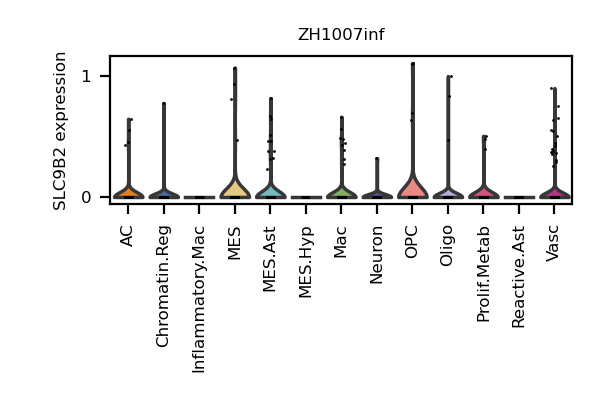 ZH1007inf
SLC9B2 expression
1
0
AC
Chromatin.Reg
Inflammatory.Mac
MES
MES.Ast
MES.Hyp
Mac
Neuron
OPC
Oligo
Prolif.Metab
Reactive.Ast
Vasc